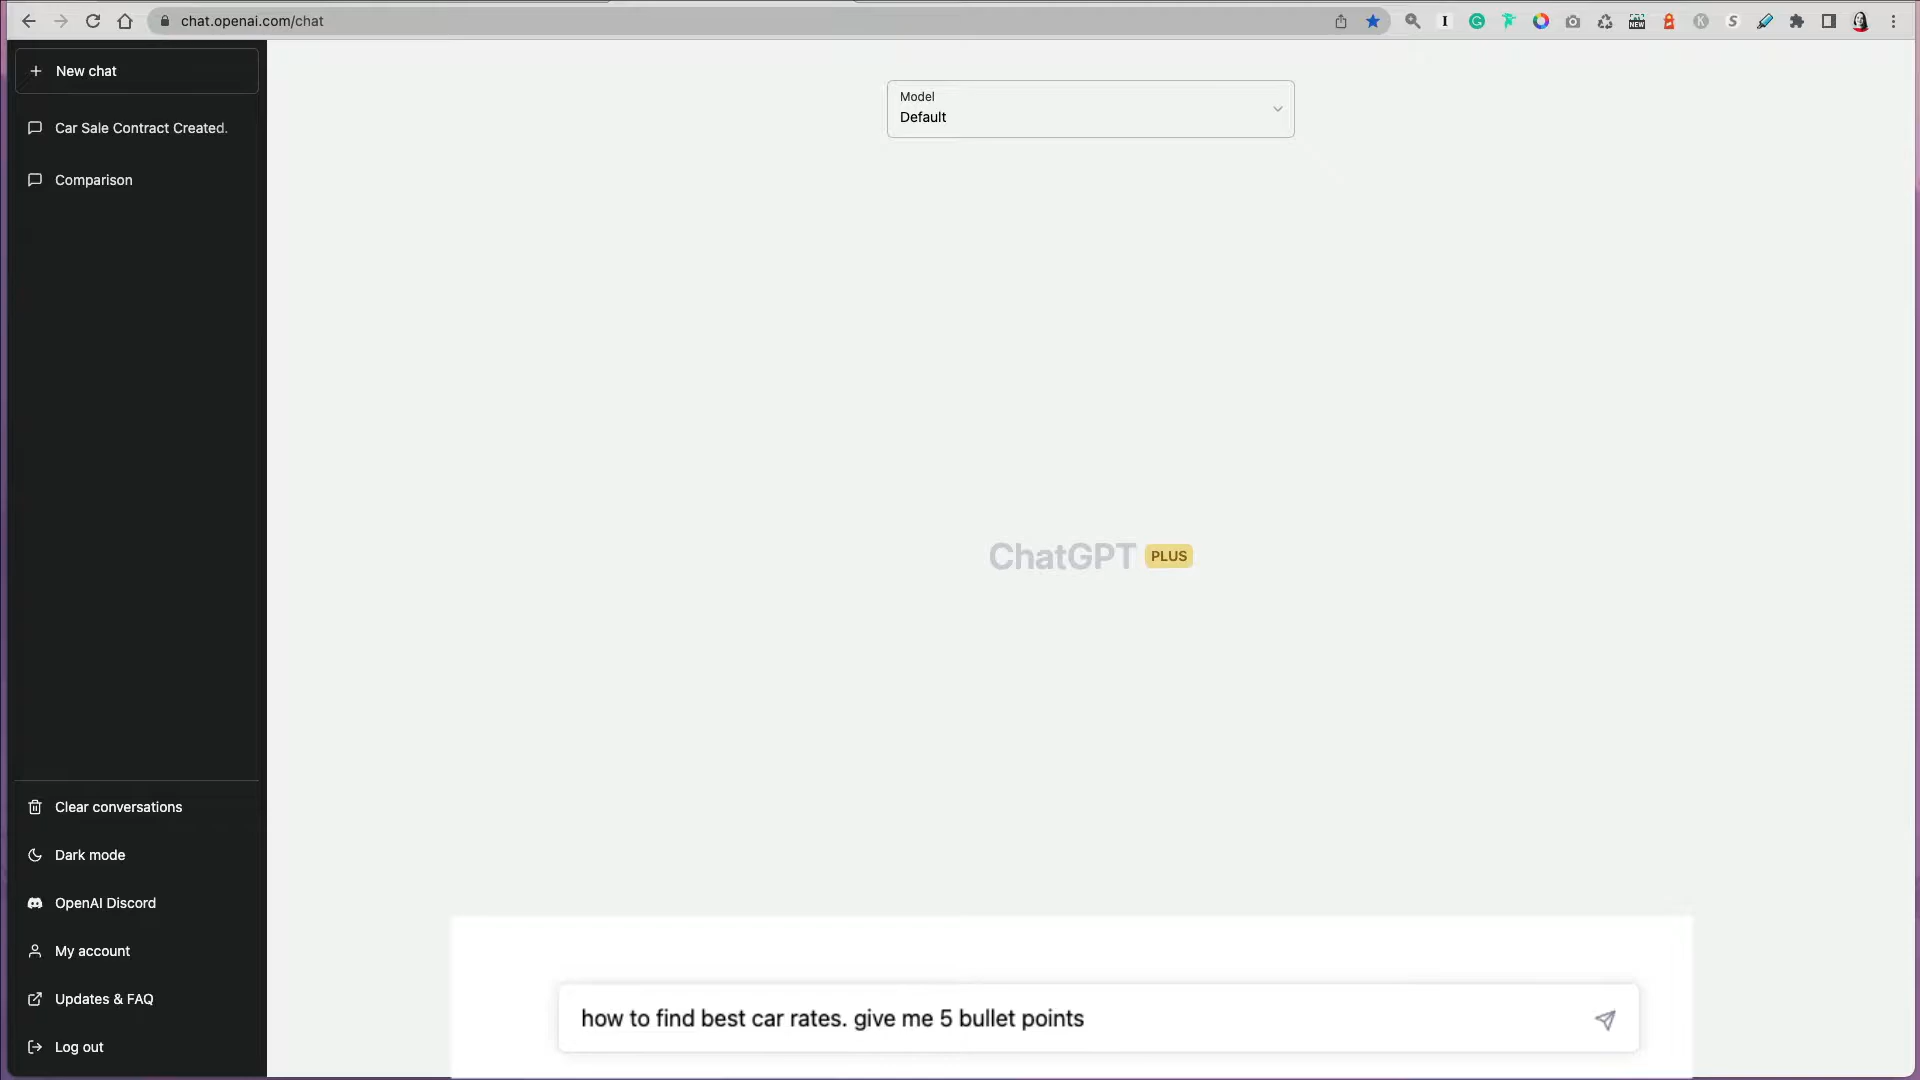 chat.openai.com/chat
New chat
Car Sale Contract Created.
Comparison
Clear conversations
Dark mode
OpenAI Discord
My account
Updates & FAQ
Log out
Model
Default
ChatGPT PLUS
how to find best car rates. give me 5 bullet points